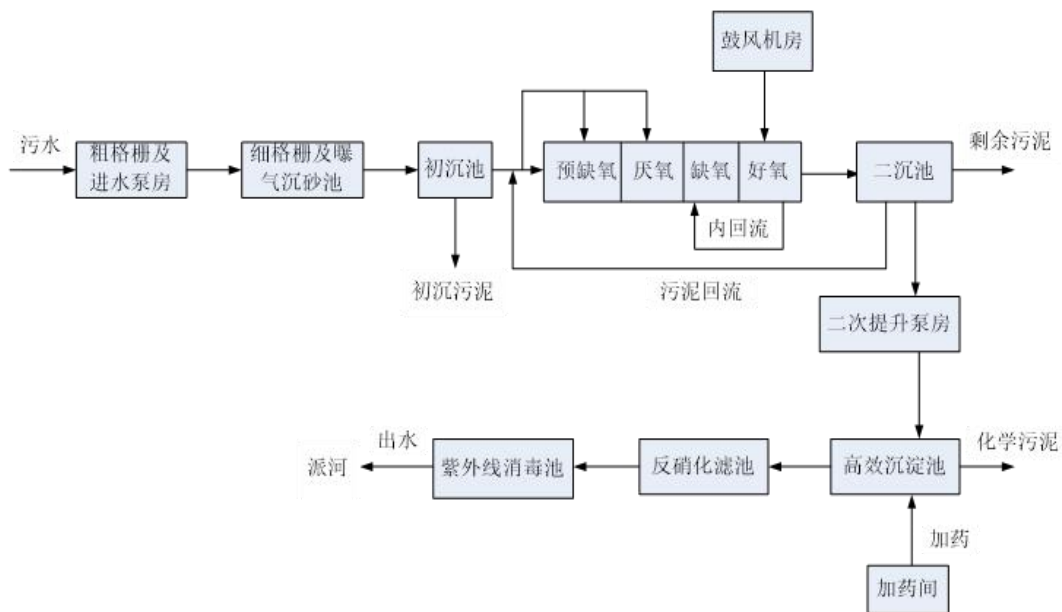 鼓风机房
污水
粗格栅及
进水泵房
细格栅及曝
气沉砂池
初沉池
预缺氧
厌氧
缺氧
好氧
二沉池
剩余污泥
内回流
初沉污泥
污泥回流
二次提升泵房
出水
派河
紫外线消毒池
反硝化滤池
高效沉淀池
化学污泥
加药
加药间